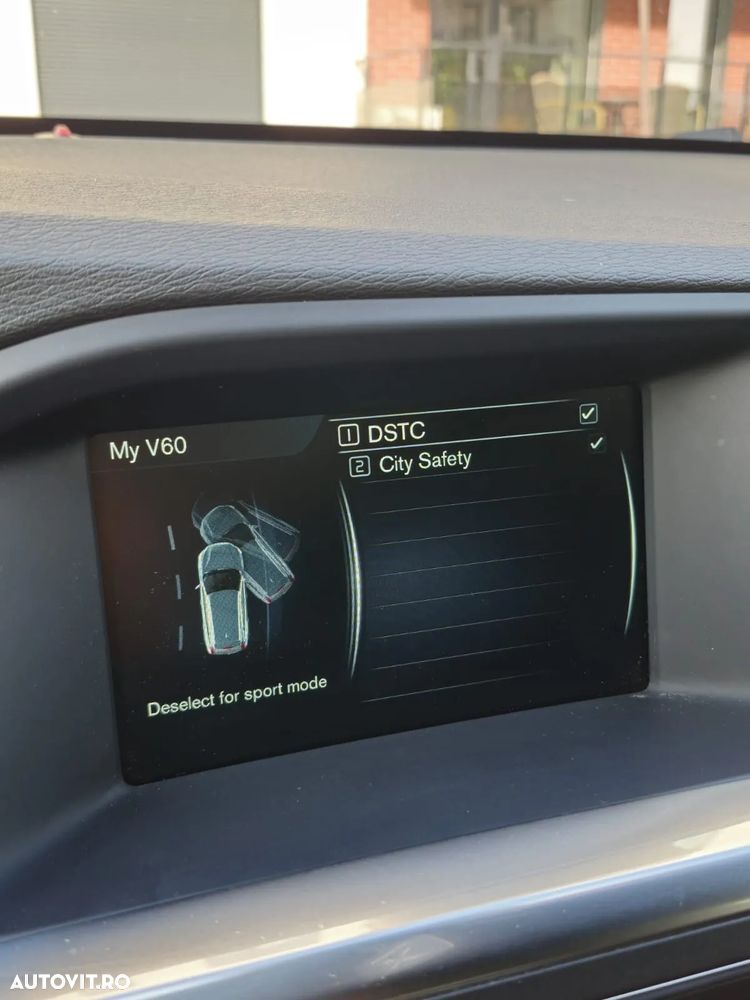 My V60
1 DSTC
2 City Safety
Deselect for sport mode
AUTOVIT.RO